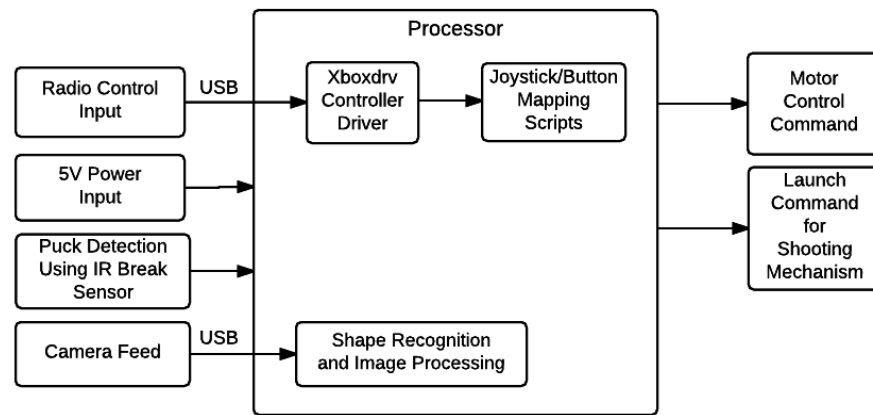 Processor
Radio Control
Input
USB
Xboxdrv
Controller
Driver
Joystick/Button
Mapping
Scripts
Motor
Control
Command
5V Power
Input
Launch
Command
for
Shooting
Mechanism
Puck Detection
Using IR Break
Sensor
Camera Feed
USB
Shape Recognition
and Image Processing